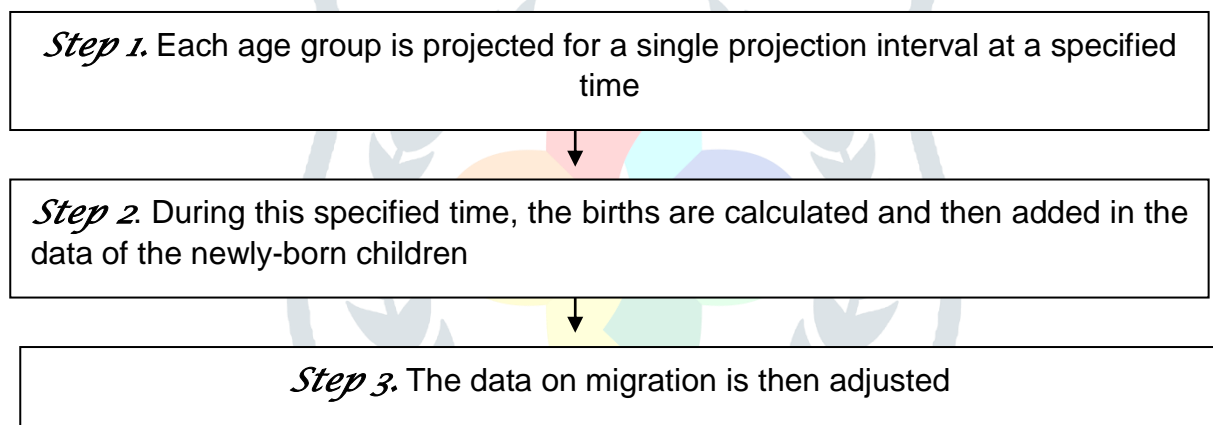 Step 1. Each age group is projected for a single projection interval at a specified
time
Step 2. During this specified time, the births are calculated and then added in the
data of the newly-born children
Step 3. The data on migration is then adjusted